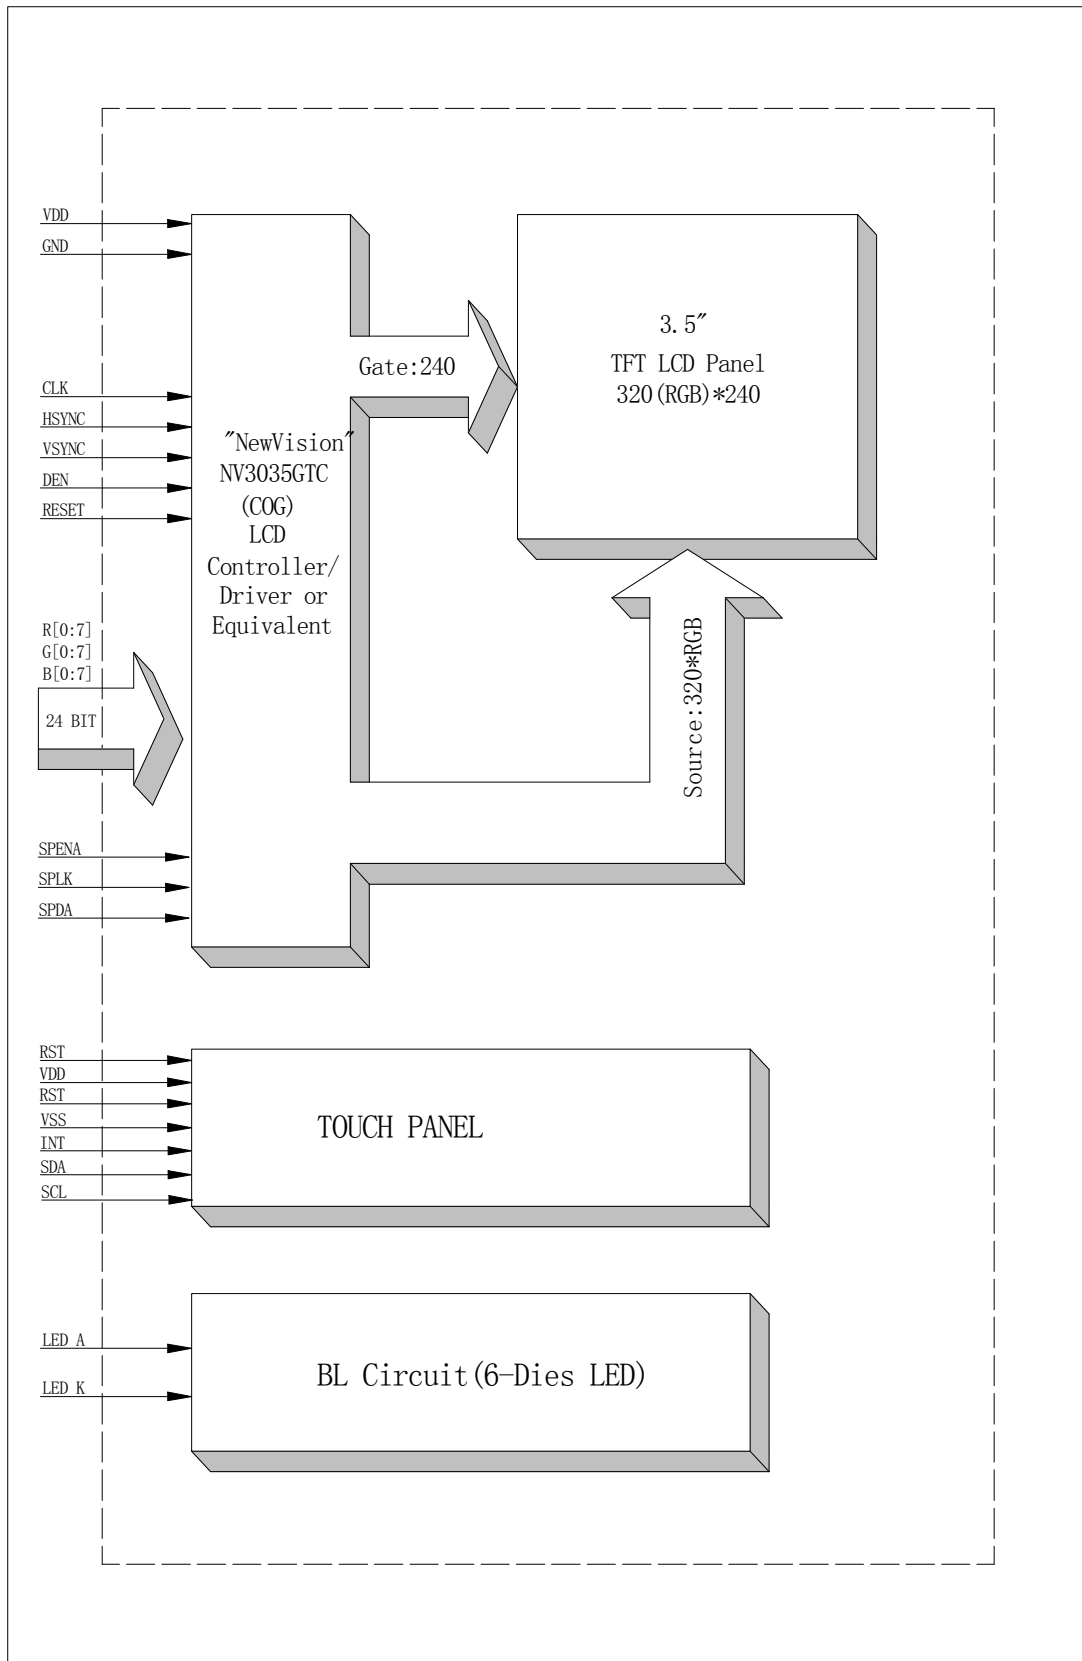 VDD
GND
CLK
HSYNC
VSYNC
DEN
RESET
R[0:7]
G[0:7]
B[0:7]
24 BIT
SPENA
SPLK
SPDA
"NewVision"
NV3035GTC
(COG)
LCD
Controller/
Driver or
Equivalent
Gate:240
3.5"
TFT LCD Panel
320(RGB)*240
Source:320*RGB
RST
VDD
RST
VSS
INT
SDA
SCL
TOUCH PANEL
LED A
LED K
BL Circuit(6-Dies LED)